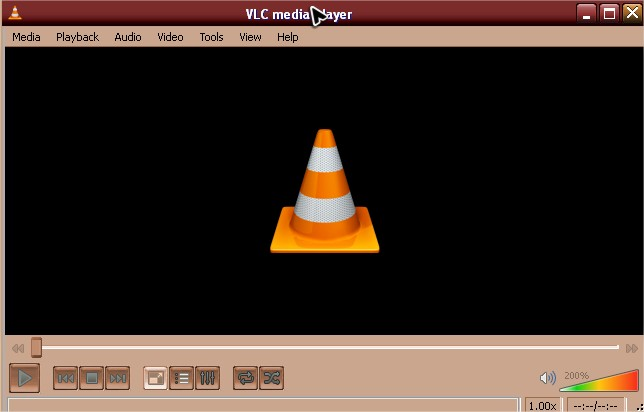 VLC media player
Media Playback Audio Video Tools View Help
200%
1.00x --:--/--:--